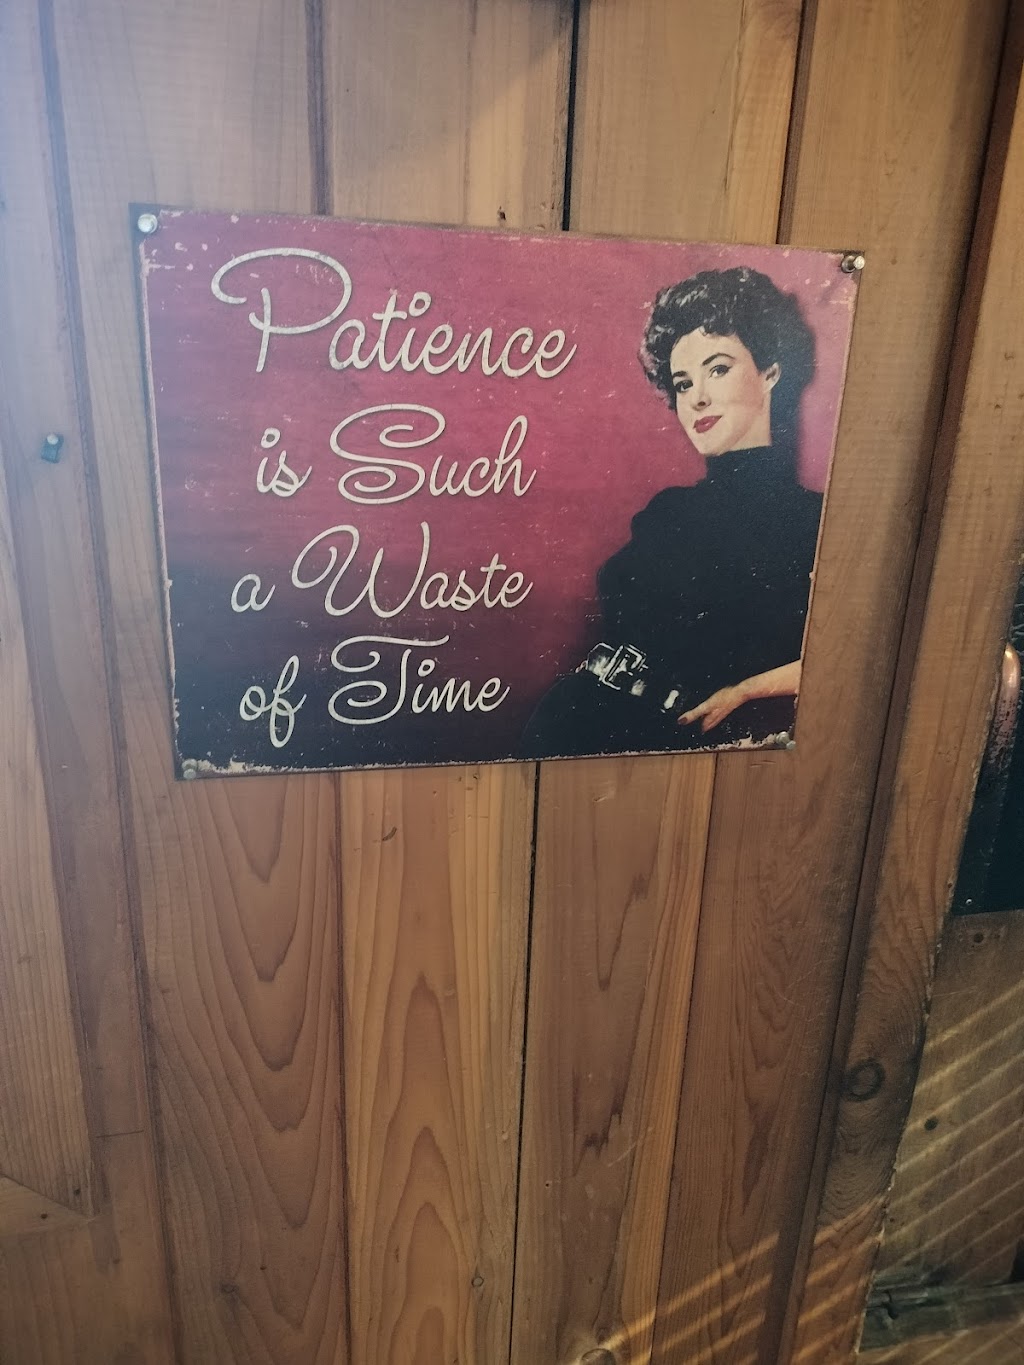 Patience
is Such
a Waste
of Time